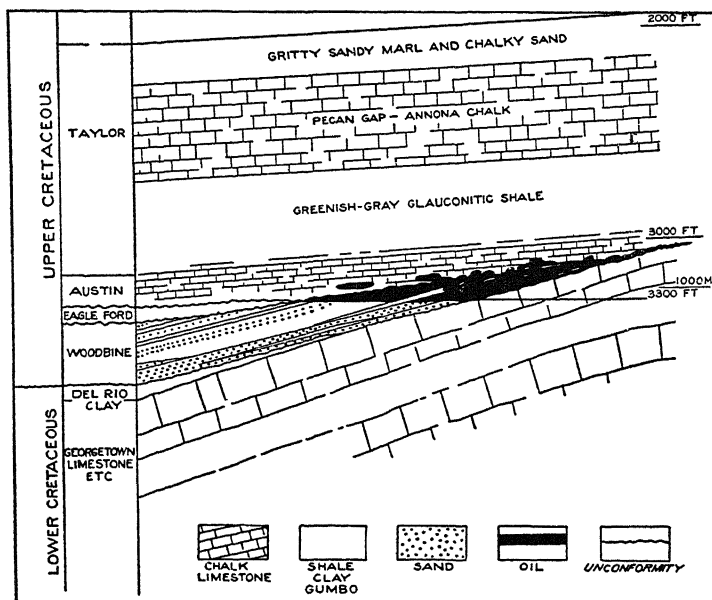 2000 FT
GRITTY SANDY MARL AND CHALKY SAND
UPPER CRETACEOUS
TAYLOR
PECAN GAP - ANNONA CHALK
GREENISH-GRAY GLAUCONITIC SHALE
3000 FT
AUSTIN
1000M
3300 FT
EAGLE FORD
WOODBINE
LOWER CRETACEOUS
DEL RIO
CLAY
GEORGETOWN
LIMESTONE
ETC
CHALK
LIMESTONE
SHALE
CLAY
GUMBO
SAND
OIL
UNCONFORMITY